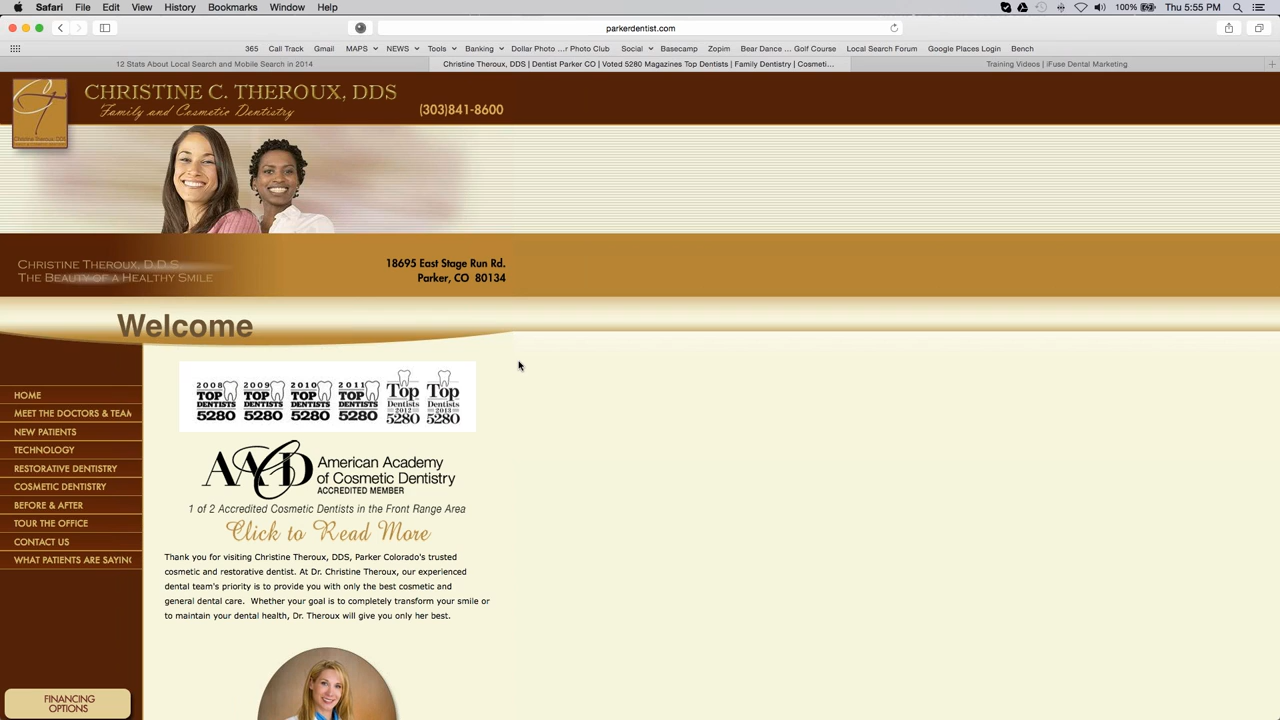 Safari File Edit View History Bookmarks Window Help 100% Thu 5:55 PM
parkerdentist.com
365 Call Track Gmail MAPS NEWS Tools Banking Dollar Photo ...r Photo Club Social Basecamp Zopim Bear Dance ... Golf Course Local Search Forum Google Places Login Bench
12 Stats About Local Search and Mobile Search in 2014 Christine Theroux, DDS | Dentist Parker CO | Voted 5280 Magazines Top Dentists | Family Dentistry | Cosmeti... Training Videos | iFuse Dental Marketing
CHRISTINE C. THEROUX, DDS
Family and Cosmetic Dentistry
(303)841-8600
CHRISTINE THEROUX, D.D.S.
THE BEAUTY OF A HEALTHY SMILE
18695 East Stage Run Rd.
Parker, CO 80134
Welcome
2008 2009 2010 2011
TOP TOP TOP TOP Top Top
DENTISTS DENTISTS DENTISTS DENTISTS Dentists Dentists
2012 2013
5280 5280 5280 5280 5280 5280
AACD American Academy
of Cosmetic Dentistry
ACCREDITED MEMBER
1 of 2 Accredited Cosmetic Dentists in the Front Range Area
Click to Read More
Thank you for visiting Christine Theroux, DDS, Parker Colorado's trusted
cosmetic and restorative dentist. At Dr. Christine Theroux, our experienced
dental team's priority is to provide you with only the best cosmetic and
general dental care. Whether your goal is to completely transform your smile or
to maintain your dental health, Dr. Theroux will give you only her best.
HOME
MEET THE DOCTORS & TEAM
NEW PATIENTS
TECHNOLOGY
RESTORATIVE DENTISTRY
COSMETIC DENTISTRY
BEFORE & AFTER
TOUR THE OFFICE
CONTACT US
WHAT PATIENTS ARE SAYING
FINANCING
OPTIONS